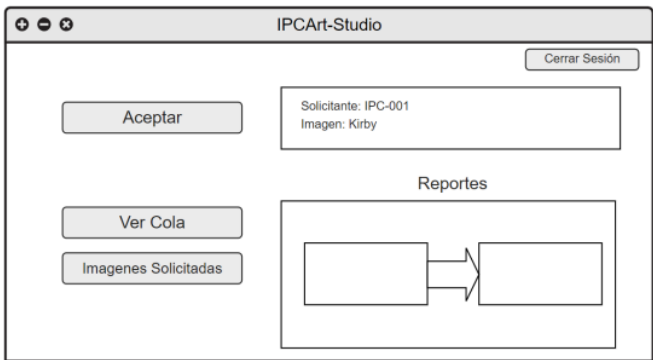 IPCArt-Studio
Cerrar Sesión
Aceptar
Solicitante: IPC-001
Imagen: Kirby
Reportes
Ver Cola
Imagenes Solicitadas